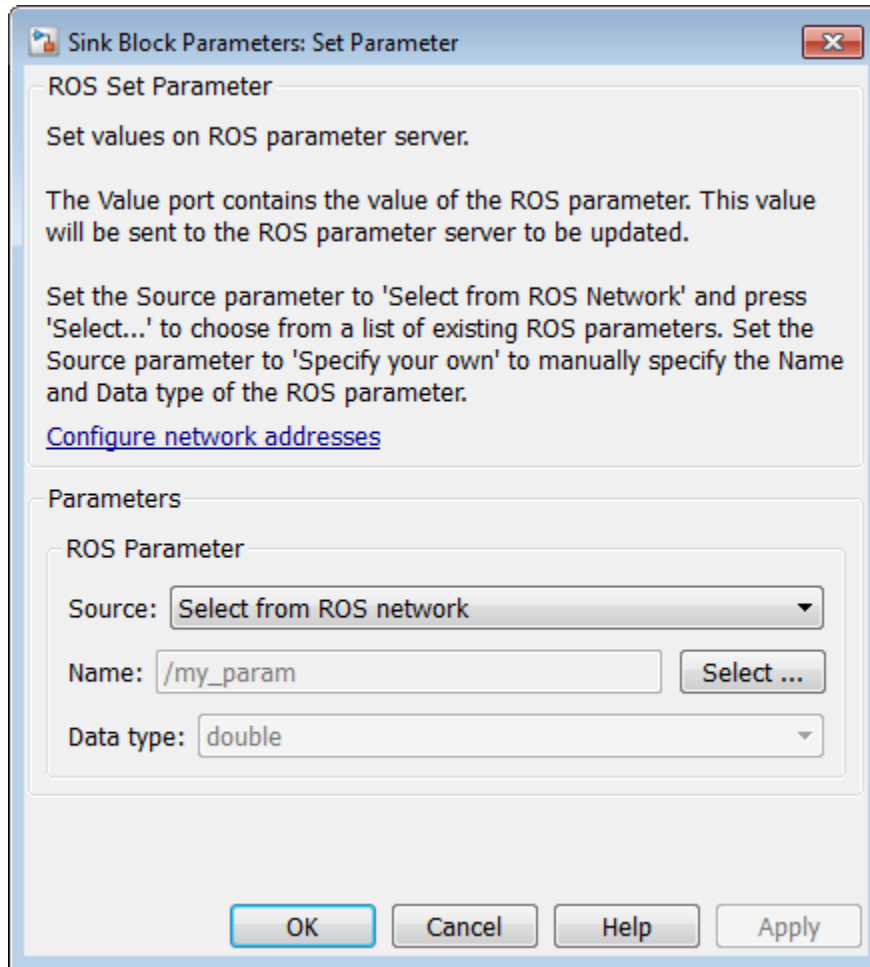 Sink Block Parameters: Set Parameter
ROS Set Parameter
Set values on ROS parameter server.
The Value port contains the value of the ROS parameter. This value
will be sent to the ROS parameter server to be updated.
Set the Source parameter to 'Select from ROS Network' and press
'Select...' to choose from a list of existing ROS parameters. Set the
Source parameter to 'Specify your own' to manually specify the Name
and Data type of the ROS parameter.
Configure network addresses
Parameters
ROS Parameter
Source: Select from ROS network
Name: /my_param Select ...
Data type: double
OK Cancel Help Apply